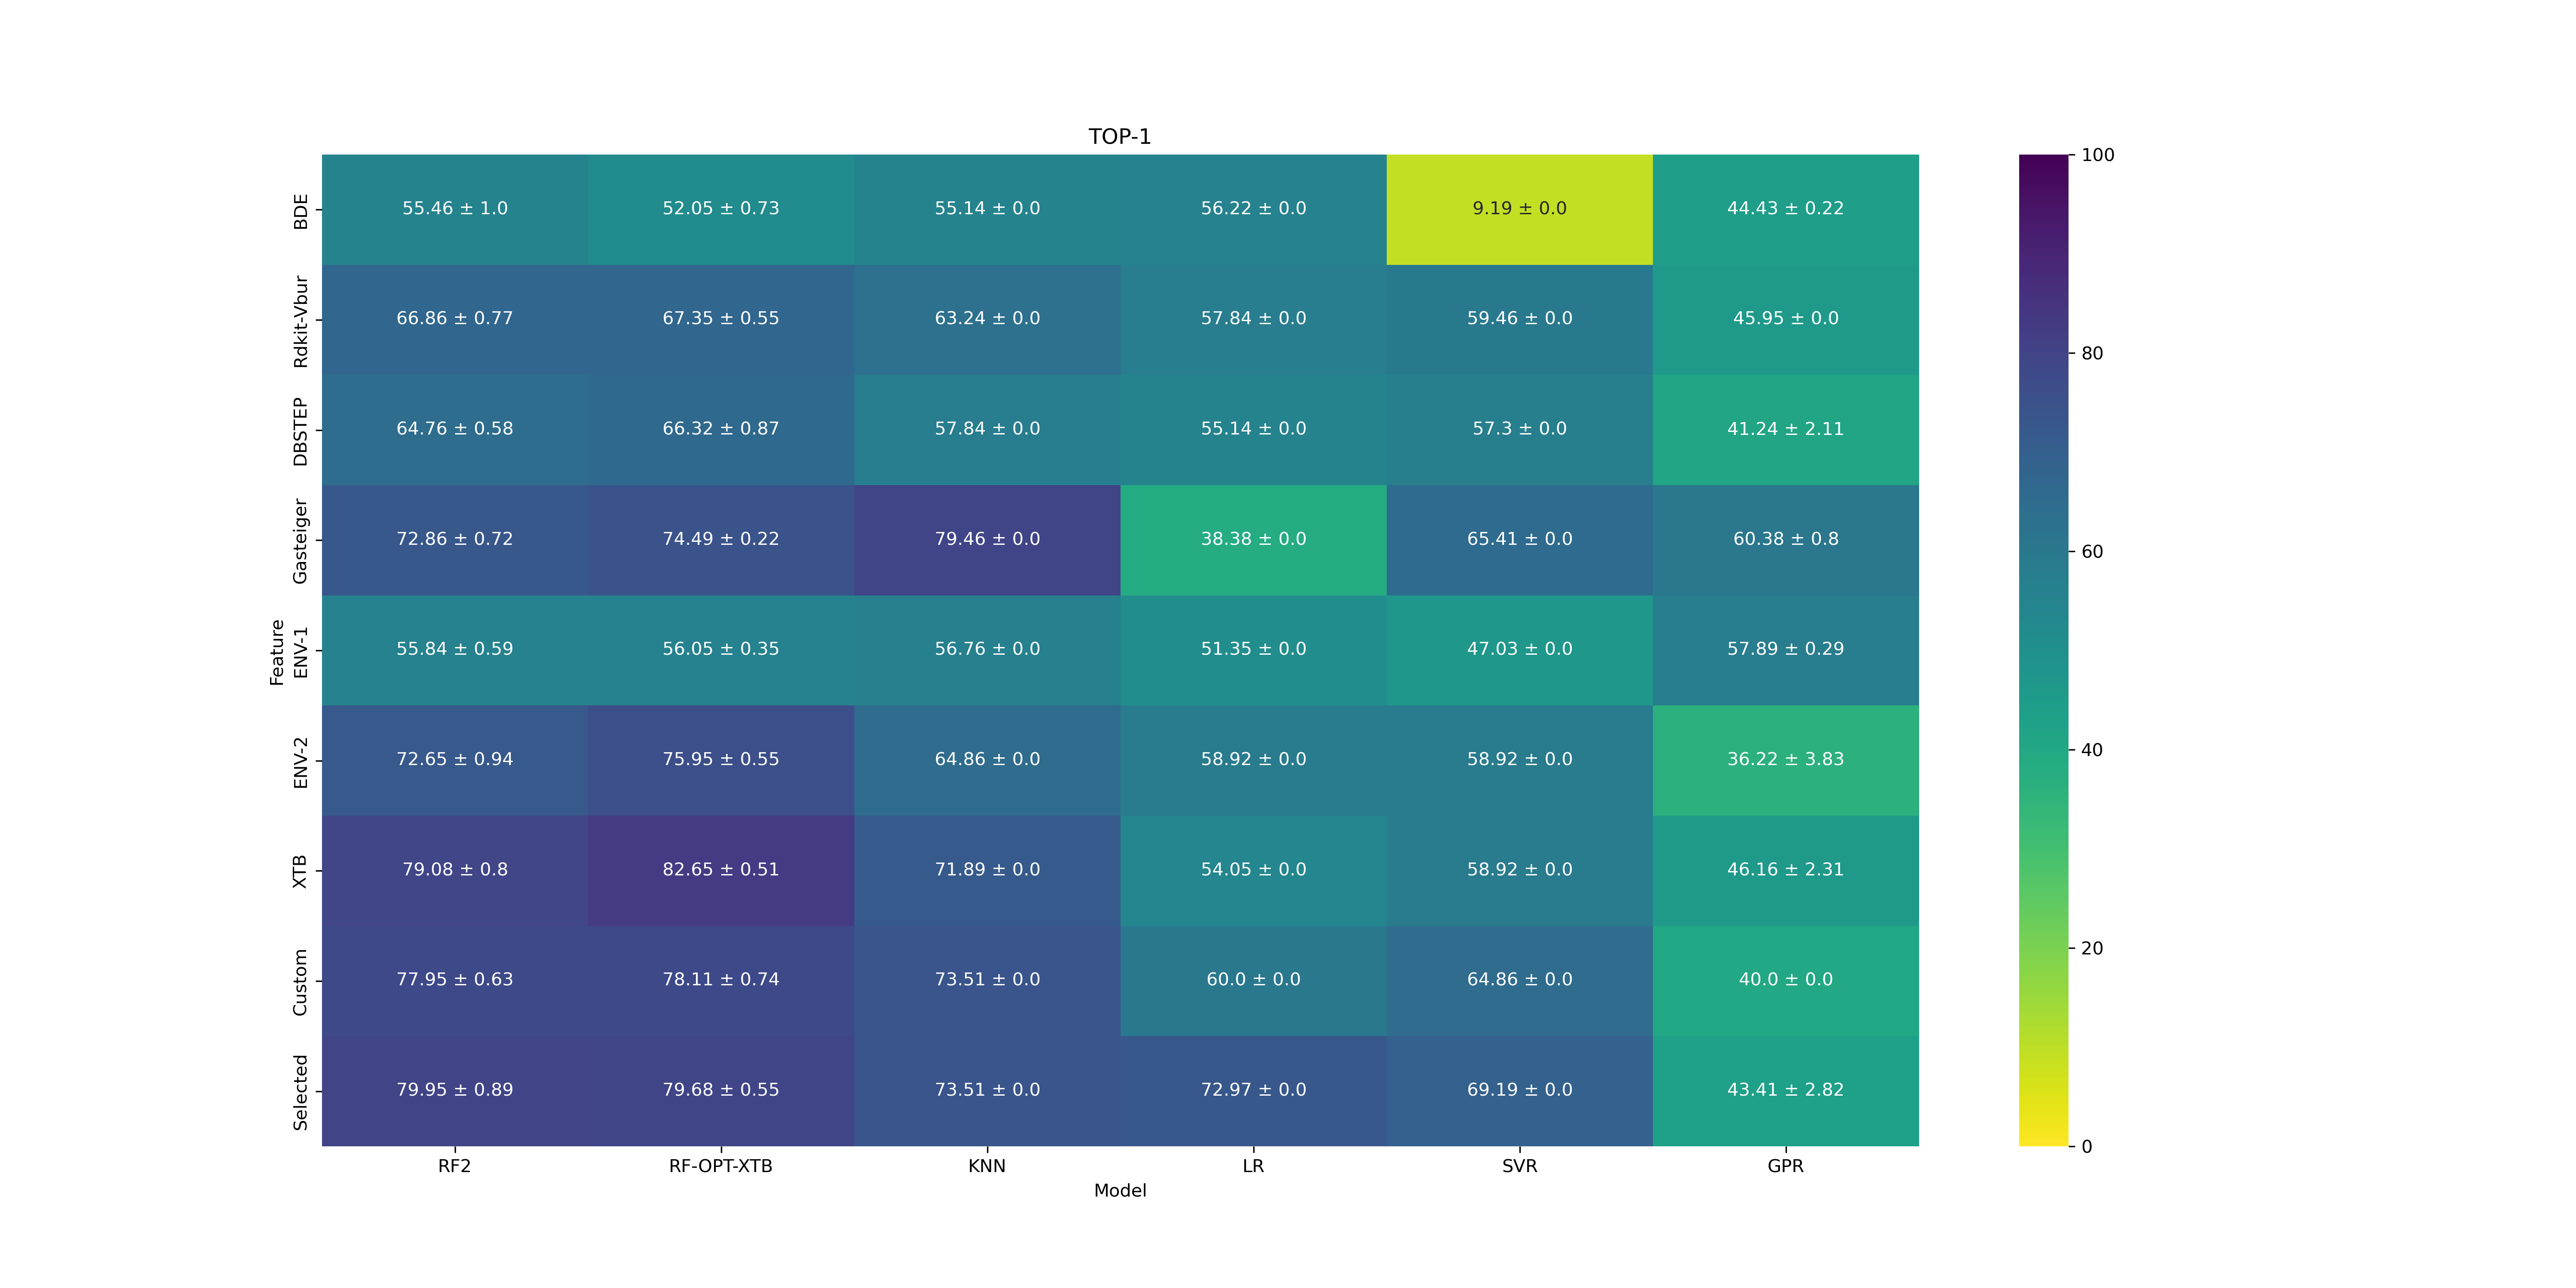 TOP-1
Feature
BDE 55.46 ± 1.0 52.05 ± 0.73 55.14 ± 0.0 56.22 ± 0.0 9.19 ± 0.0 44.43 ± 0.22
Rdkit-Vbur 66.86 ± 0.77 67.35 ± 0.55 63.24 ± 0.0 57.84 ± 0.0 59.46 ± 0.0 45.95 ± 0.0
DBSTEP 64.76 ± 0.58 66.32 ± 0.87 57.84 ± 0.0 55.14 ± 0.0 57.3 ± 0.0 41.24 ± 2.11
Gasteiger 72.86 ± 0.72 74.49 ± 0.22 79.46 ± 0.0 38.38 ± 0.0 65.41 ± 0.0 60.38 ± 0.8
ENV-1 55.84 ± 0.59 56.05 ± 0.35 56.76 ± 0.0 51.35 ± 0.0 47.03 ± 0.0 57.89 ± 0.29
ENV-2 72.65 ± 0.94 75.95 ± 0.55 64.86 ± 0.0 58.92 ± 0.0 58.92 ± 0.0 36.22 ± 3.83
XTB 79.08 ± 0.8 82.65 ± 0.51 71.89 ± 0.0 54.05 ± 0.0 58.92 ± 0.0 46.16 ± 2.31
Custom 77.95 ± 0.63 78.11 ± 0.74 73.51 ± 0.0 60.0 ± 0.0 64.86 ± 0.0 40.0 ± 0.0
Selected 79.95 ± 0.89 79.68 ± 0.55 73.51 ± 0.0 72.97 ± 0.0 69.19 ± 0.0 43.41 ± 2.82
RF2 RF-OPT-XTB KNN LR SVR GPR
Model
100
80
60
40
20
0